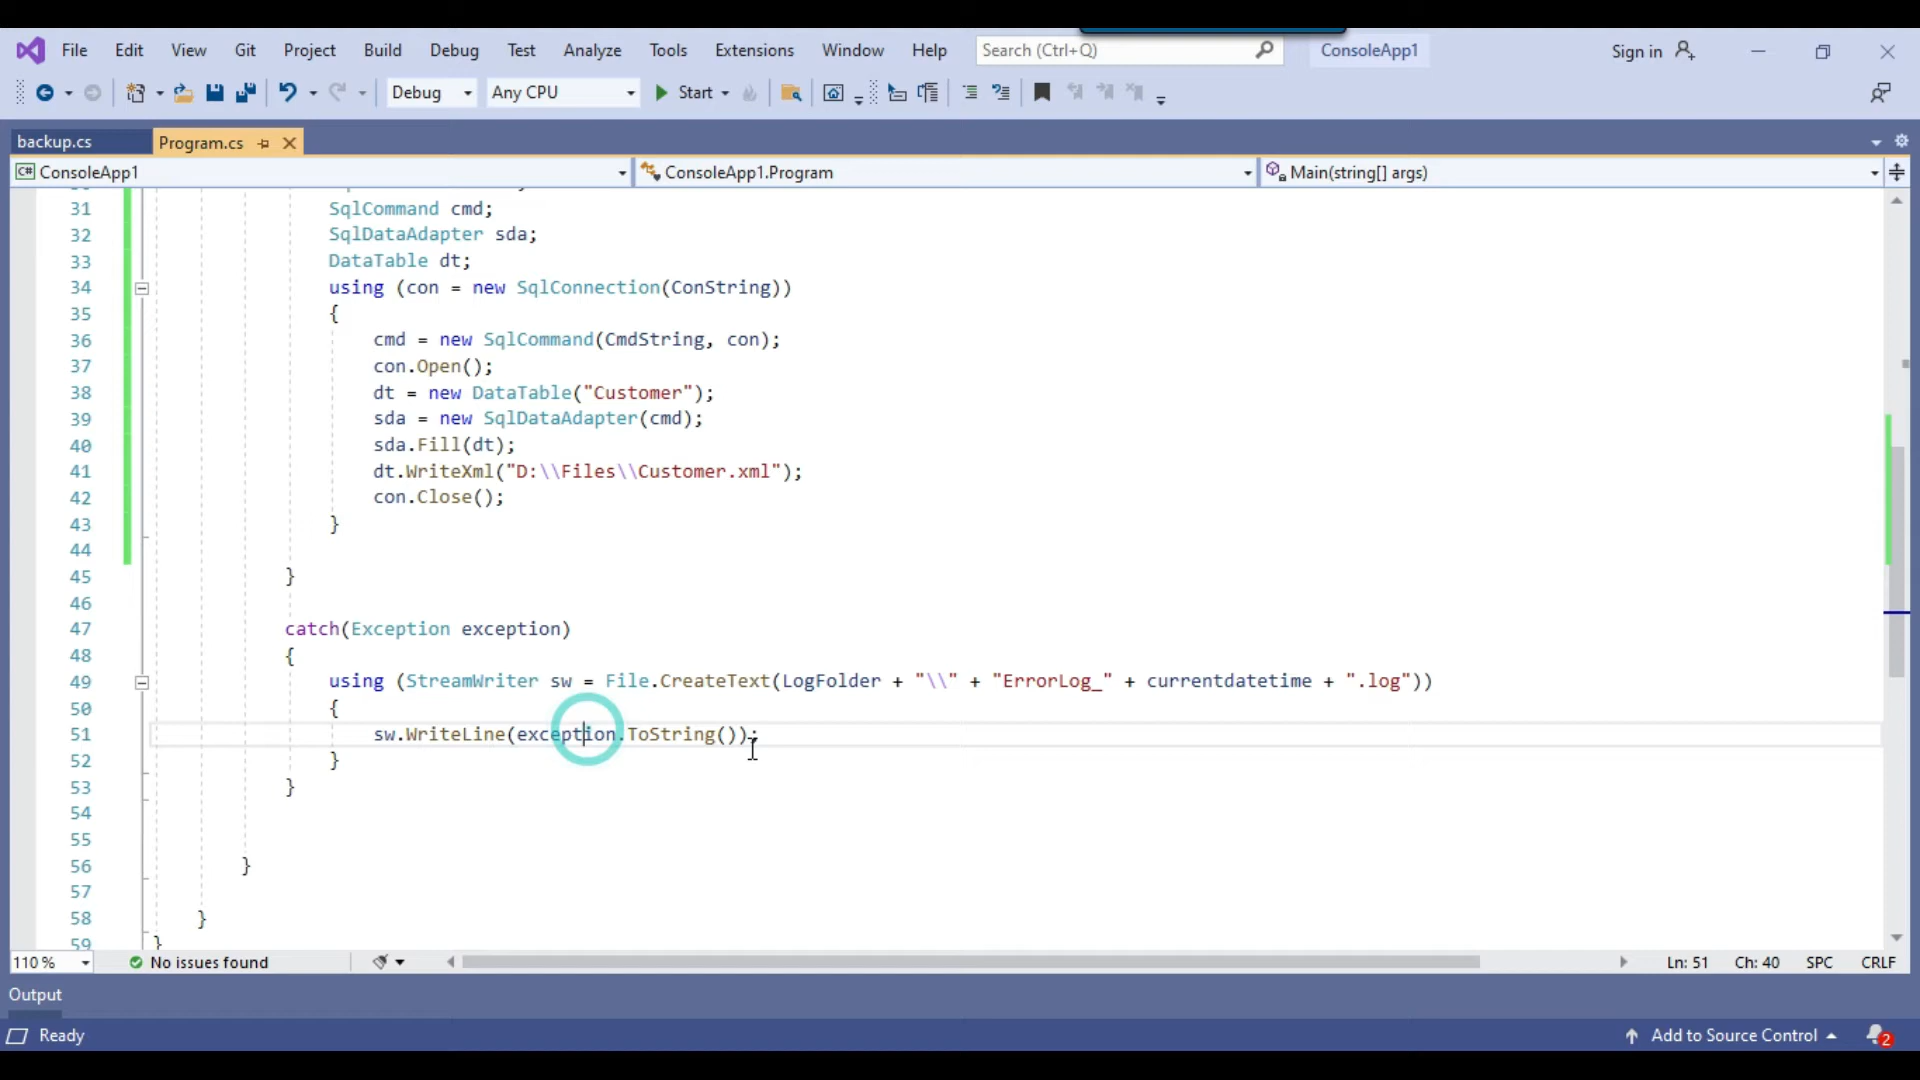 File Edit View Git Project Build Debug Test Analyze Tools Extensions Window Help Search (Ctrl+Q) ConsoleApp1 Sign in
Debug Any CPU Start
backup.cs Program.cs
C# ConsoleApp1 ConsoleApp1.Program Main(string[] args)
31 SqlCommand cmd;
32 SqlDataAdapter sda;
33 DataTable dt;
34 using (con = new SqlConnection(ConString))
35 {
36 cmd = new SqlCommand(CmdString, con);
37 con.Open();
38 dt = new DataTable("Customer");
39 sda = new SqlDataAdapter(cmd);
40 sda.Fill(dt);
41 dt.WriteXml("D:\\Files\\Customer.xml");
42 con.Close();
43 }
44
45 }
46
47 catch(Exception exception)
48 {
49 using (StreamWriter sw = File.CreateText(LogFolder + "\\" + "ErrorLog_" + currentdatetime + ".log"))
50 {
51 sw.WriteLine(exception.ToString());
52 }
53 }
54
55
56 }
57
58 }
59 }
110 % No issues found Ln: 51 Ch: 40 SPC CRLF
Output
Ready Add to Source Control 2